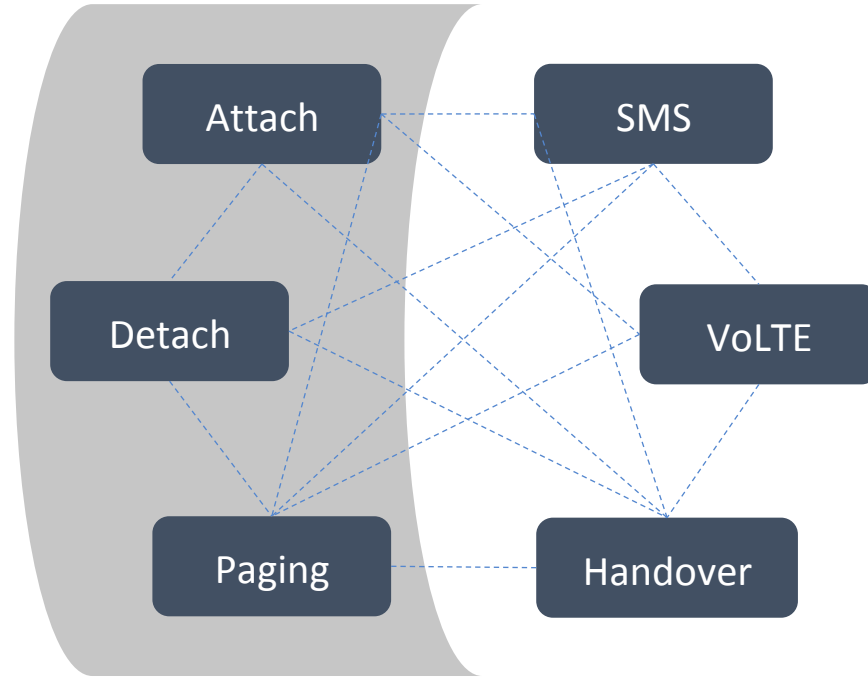 Attach
SMS
Detach
VoLTE
Paging
Handover